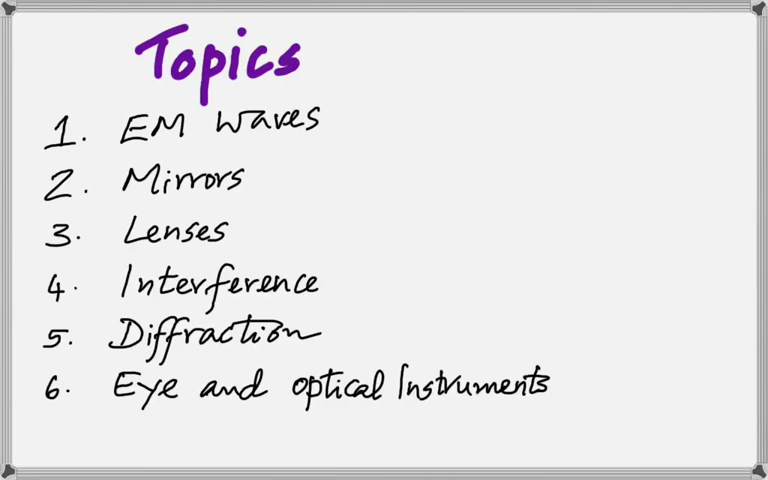 Topics
1. EM Waves
2. Mirrors
3. Lenses
4. Interference
5. Diffraction
6. Eye and optical Instruments